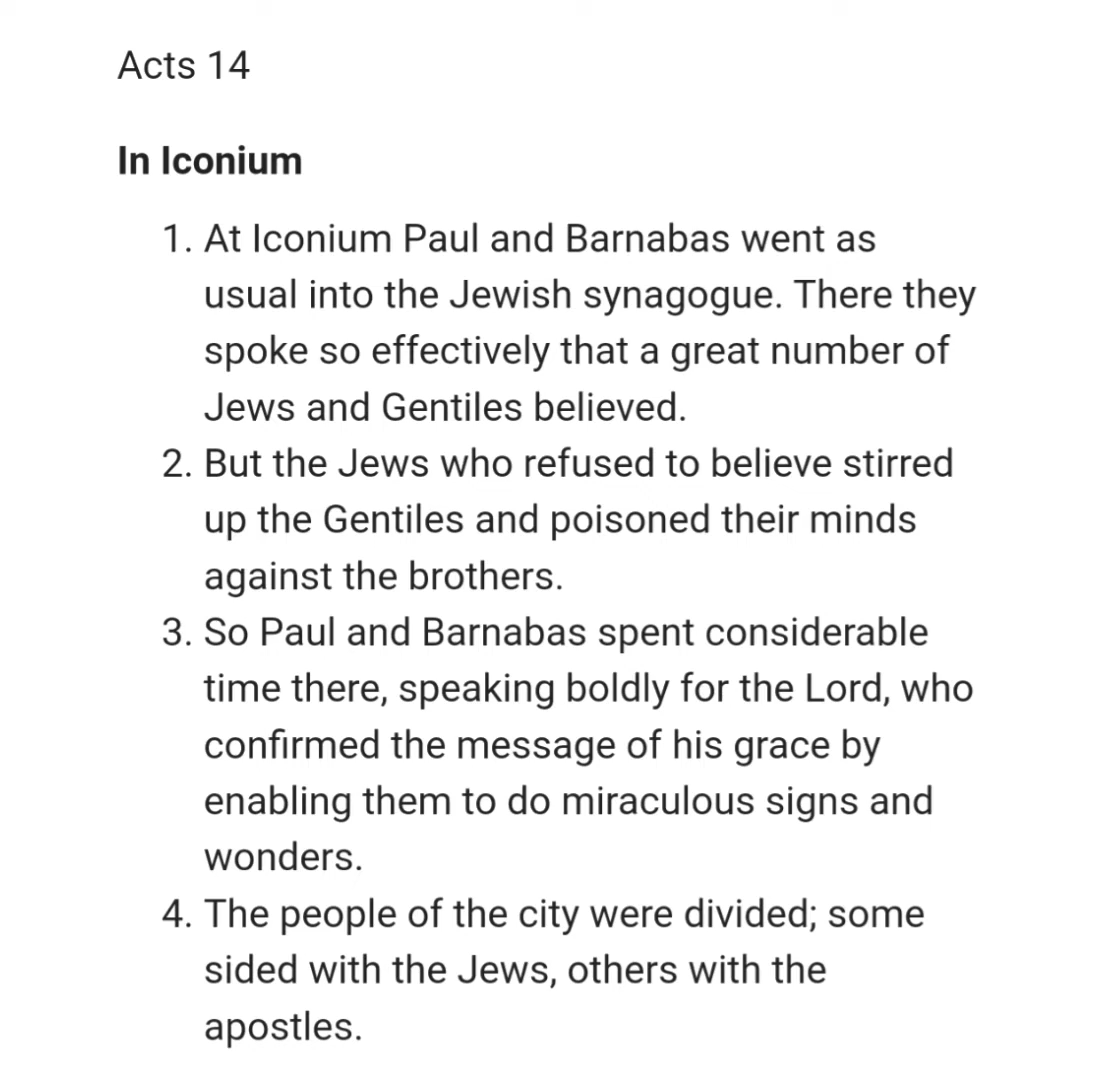 Acts 14
In Iconium
1. At Iconium Paul and Barnabas went as
usual into the Jewish synagogue. There they
spoke so effectively that a great number of
Jews and Gentiles believed.
2. But the Jews who refused to believe stirred
up the Gentiles and poisoned their minds
against the brothers.
3. So Paul and Barnabas spent considerable
time there, speaking boldly for the Lord, who
confirmed the message of his grace by
enabling them to do miraculous signs and
wonders.
4. The people of the city were divided; some
sided with the Jews, others with the
apostles.